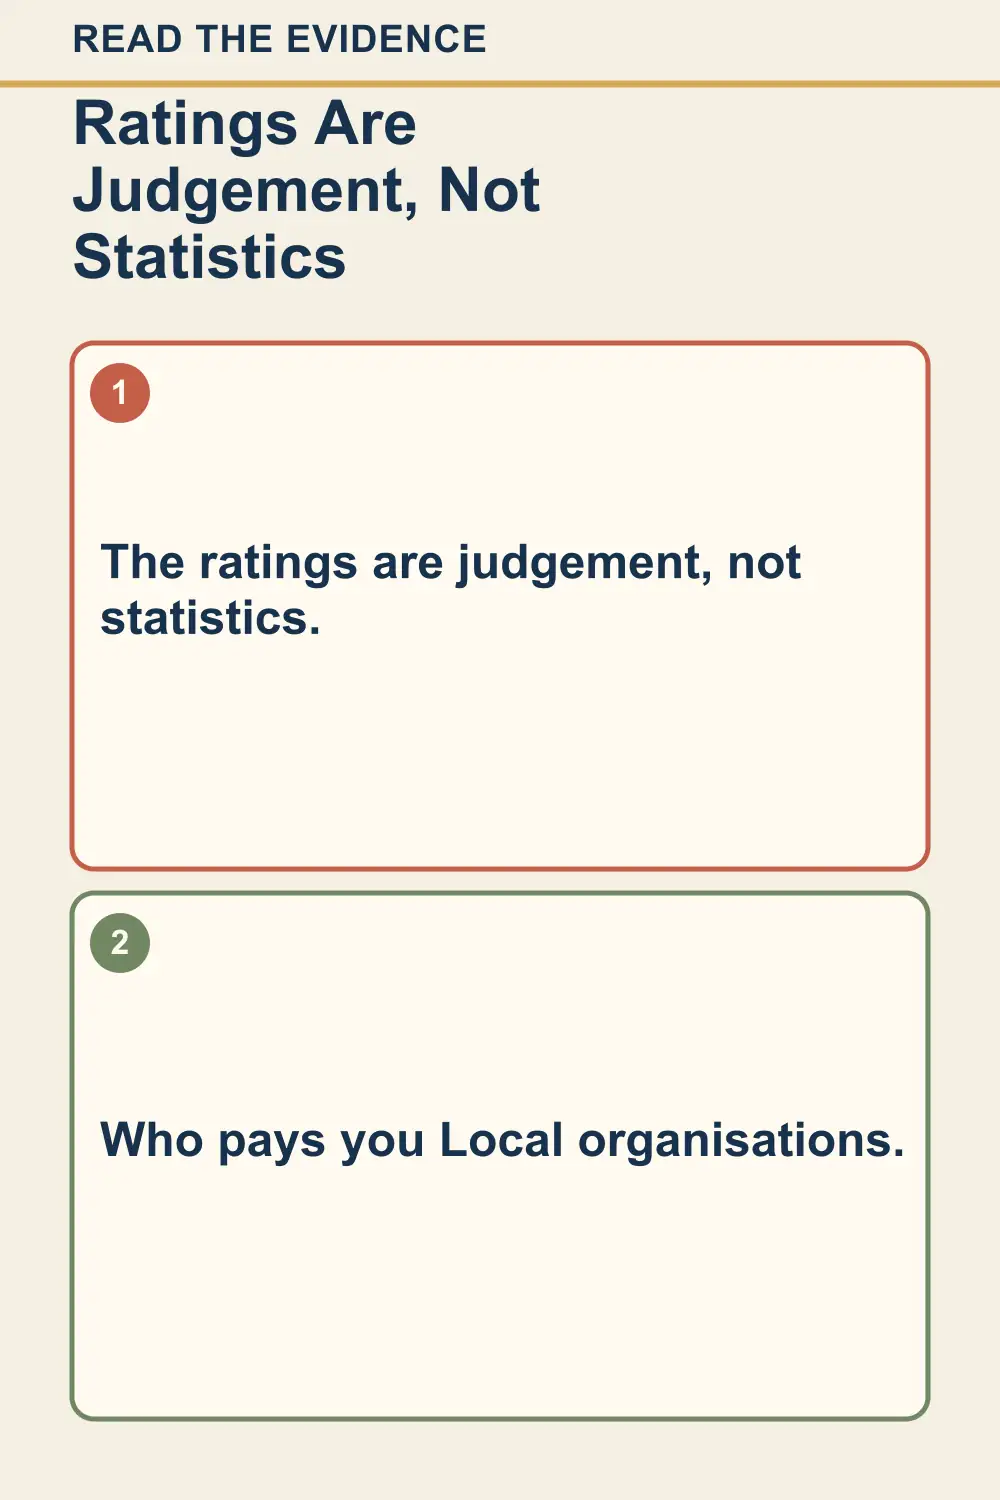 READ THE EVIDENCE
Ratings Are
Judgement, Not
Statistics
1
The ratings are judgement, not
statistics.
2
Who pays you Local organisations.